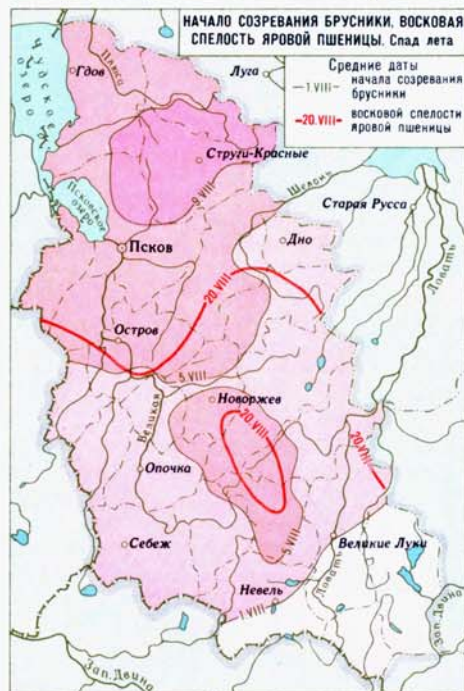 НАЧАЛО СОЗРЕВАНИЯ БРУСНИКИ, ВОСКОВАЯ
СПЕЛОСТЬ ЯРОВОЙ ПШЕНИЦЫ. Спад лета
Средние даты
начала созревания
брусники
1.VIII
20.VIII
восковой спелости
яровой пшеницы
Чудское
озеро
Гдов
Плюсса
Луга
Струги-Красные
9.VIII
Шелонь
Старая Русса
Псковское
озеро
Псков
Дно
Ловать
20.VIII
Остров
5.VIII
Великая
Новоржев
20.VIII
20.VIII
Опочка
5.VIII
Себеж
Великие Луки
Невель
Ловать
1.VIII
Зап. Двина
Зап. Двина